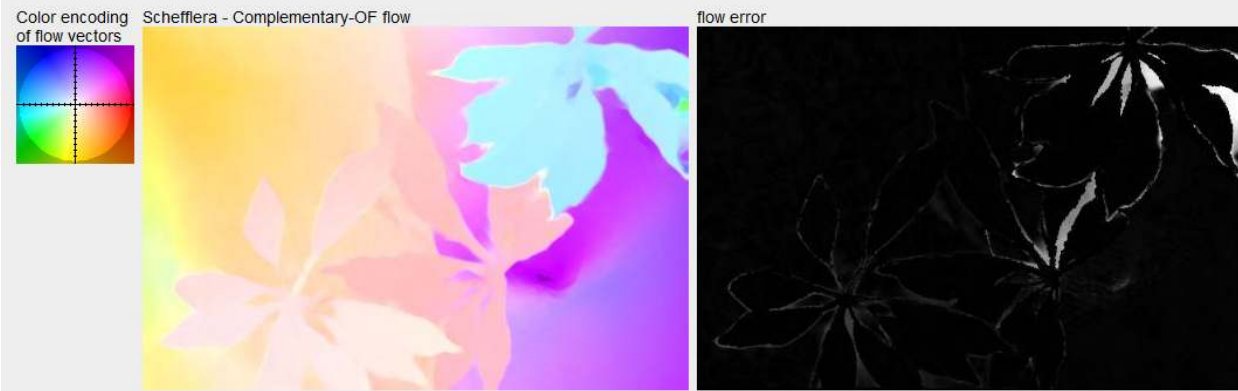 Color encoding
of flow vectors
Schefflera - Complementary-OF flow
flow error